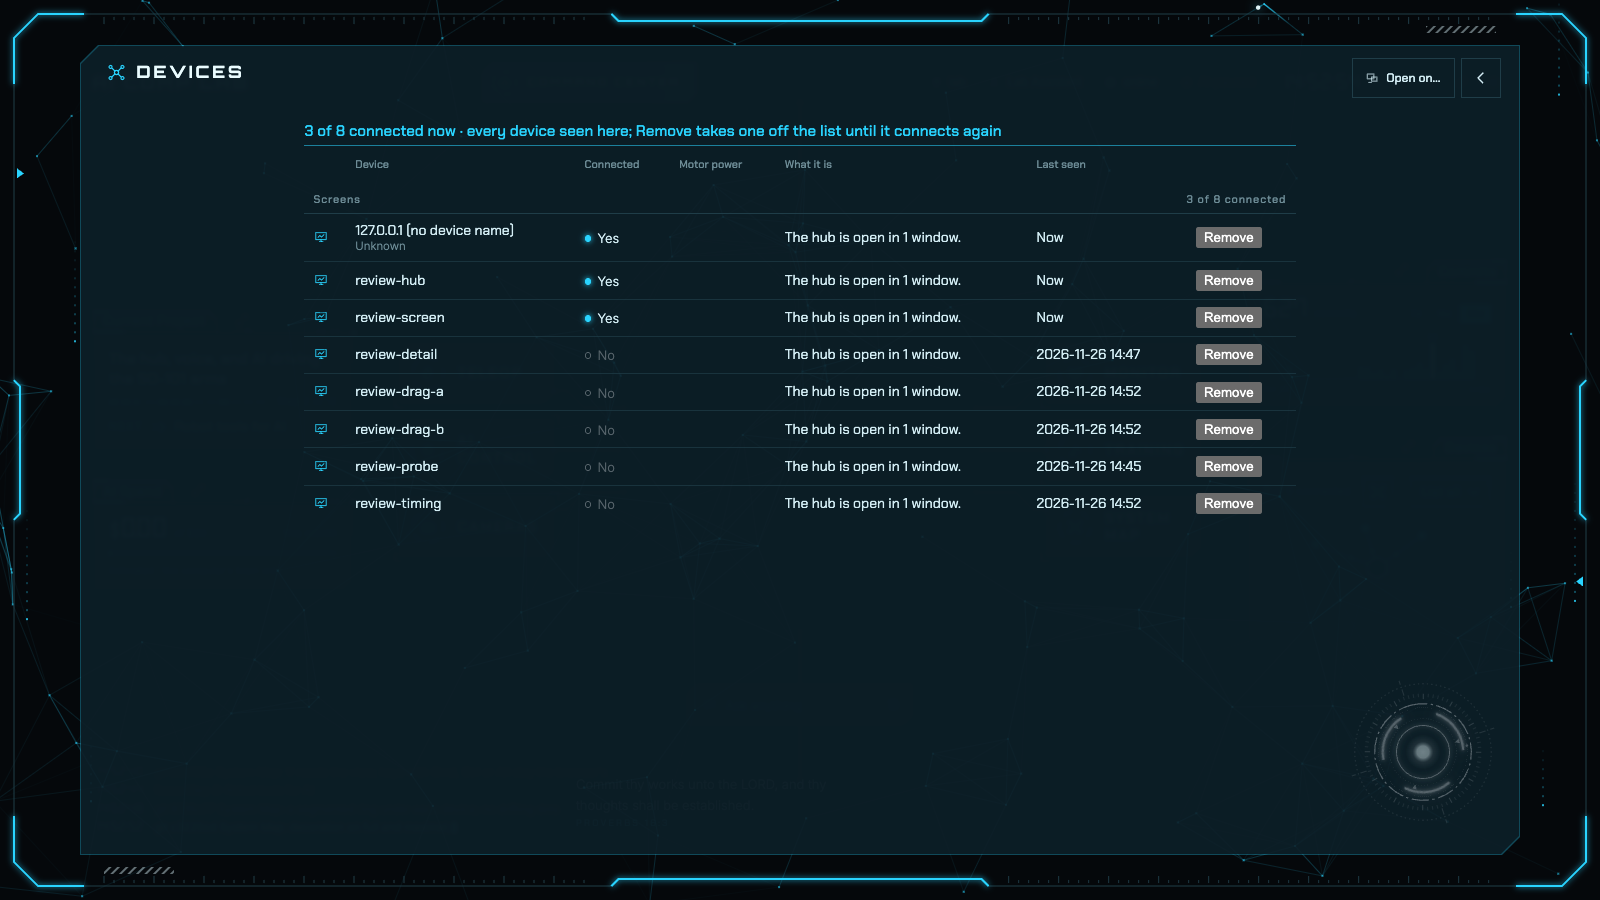 DEVICES
Open on...
3 of 8 connected now · every device seen here; Remove takes one off the list until it connects again
Device Connected Motor power What it is Last seen
Screens 3 of 8 connected
127.0.0.1 (no device name) Yes The hub is open in 1 window. Now Remove
Unknown
review-hub Yes The hub is open in 1 window. Now Remove
review-screen Yes The hub is open in 1 window. Now Remove
review-detail No The hub is open in 1 window. 2026-11-26 14:47 Remove
review-drag-a No The hub is open in 1 window. 2026-11-26 14:52 Remove
review-drag-b No The hub is open in 1 window. 2026-11-26 14:52 Remove
review-probe No The hub is open in 1 window. 2026-11-26 14:45 Remove
review-timing No The hub is open in 1 window. 2026-11-26 14:52 Remove